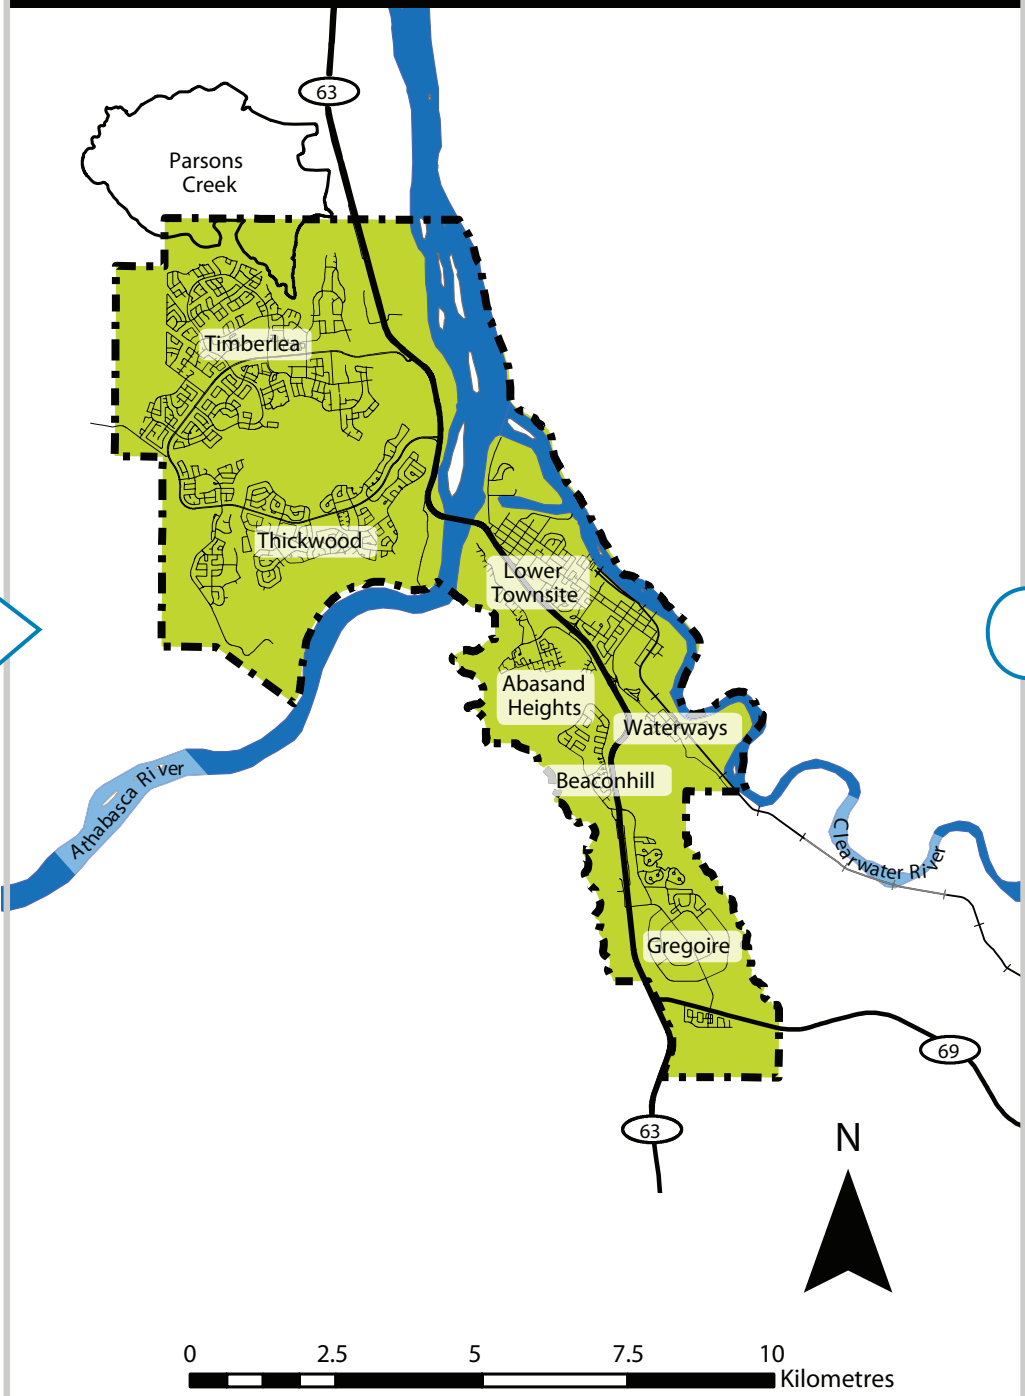 63
Parsons
Creek
Timberlea
Thickwood
Lower
Townsite
Abasand
Heights
Waterways
Beaconhill
Athabasca River
Clearwater River
Gregoire
69
63
N
0 2.5 5 7.5 10
Kilometres